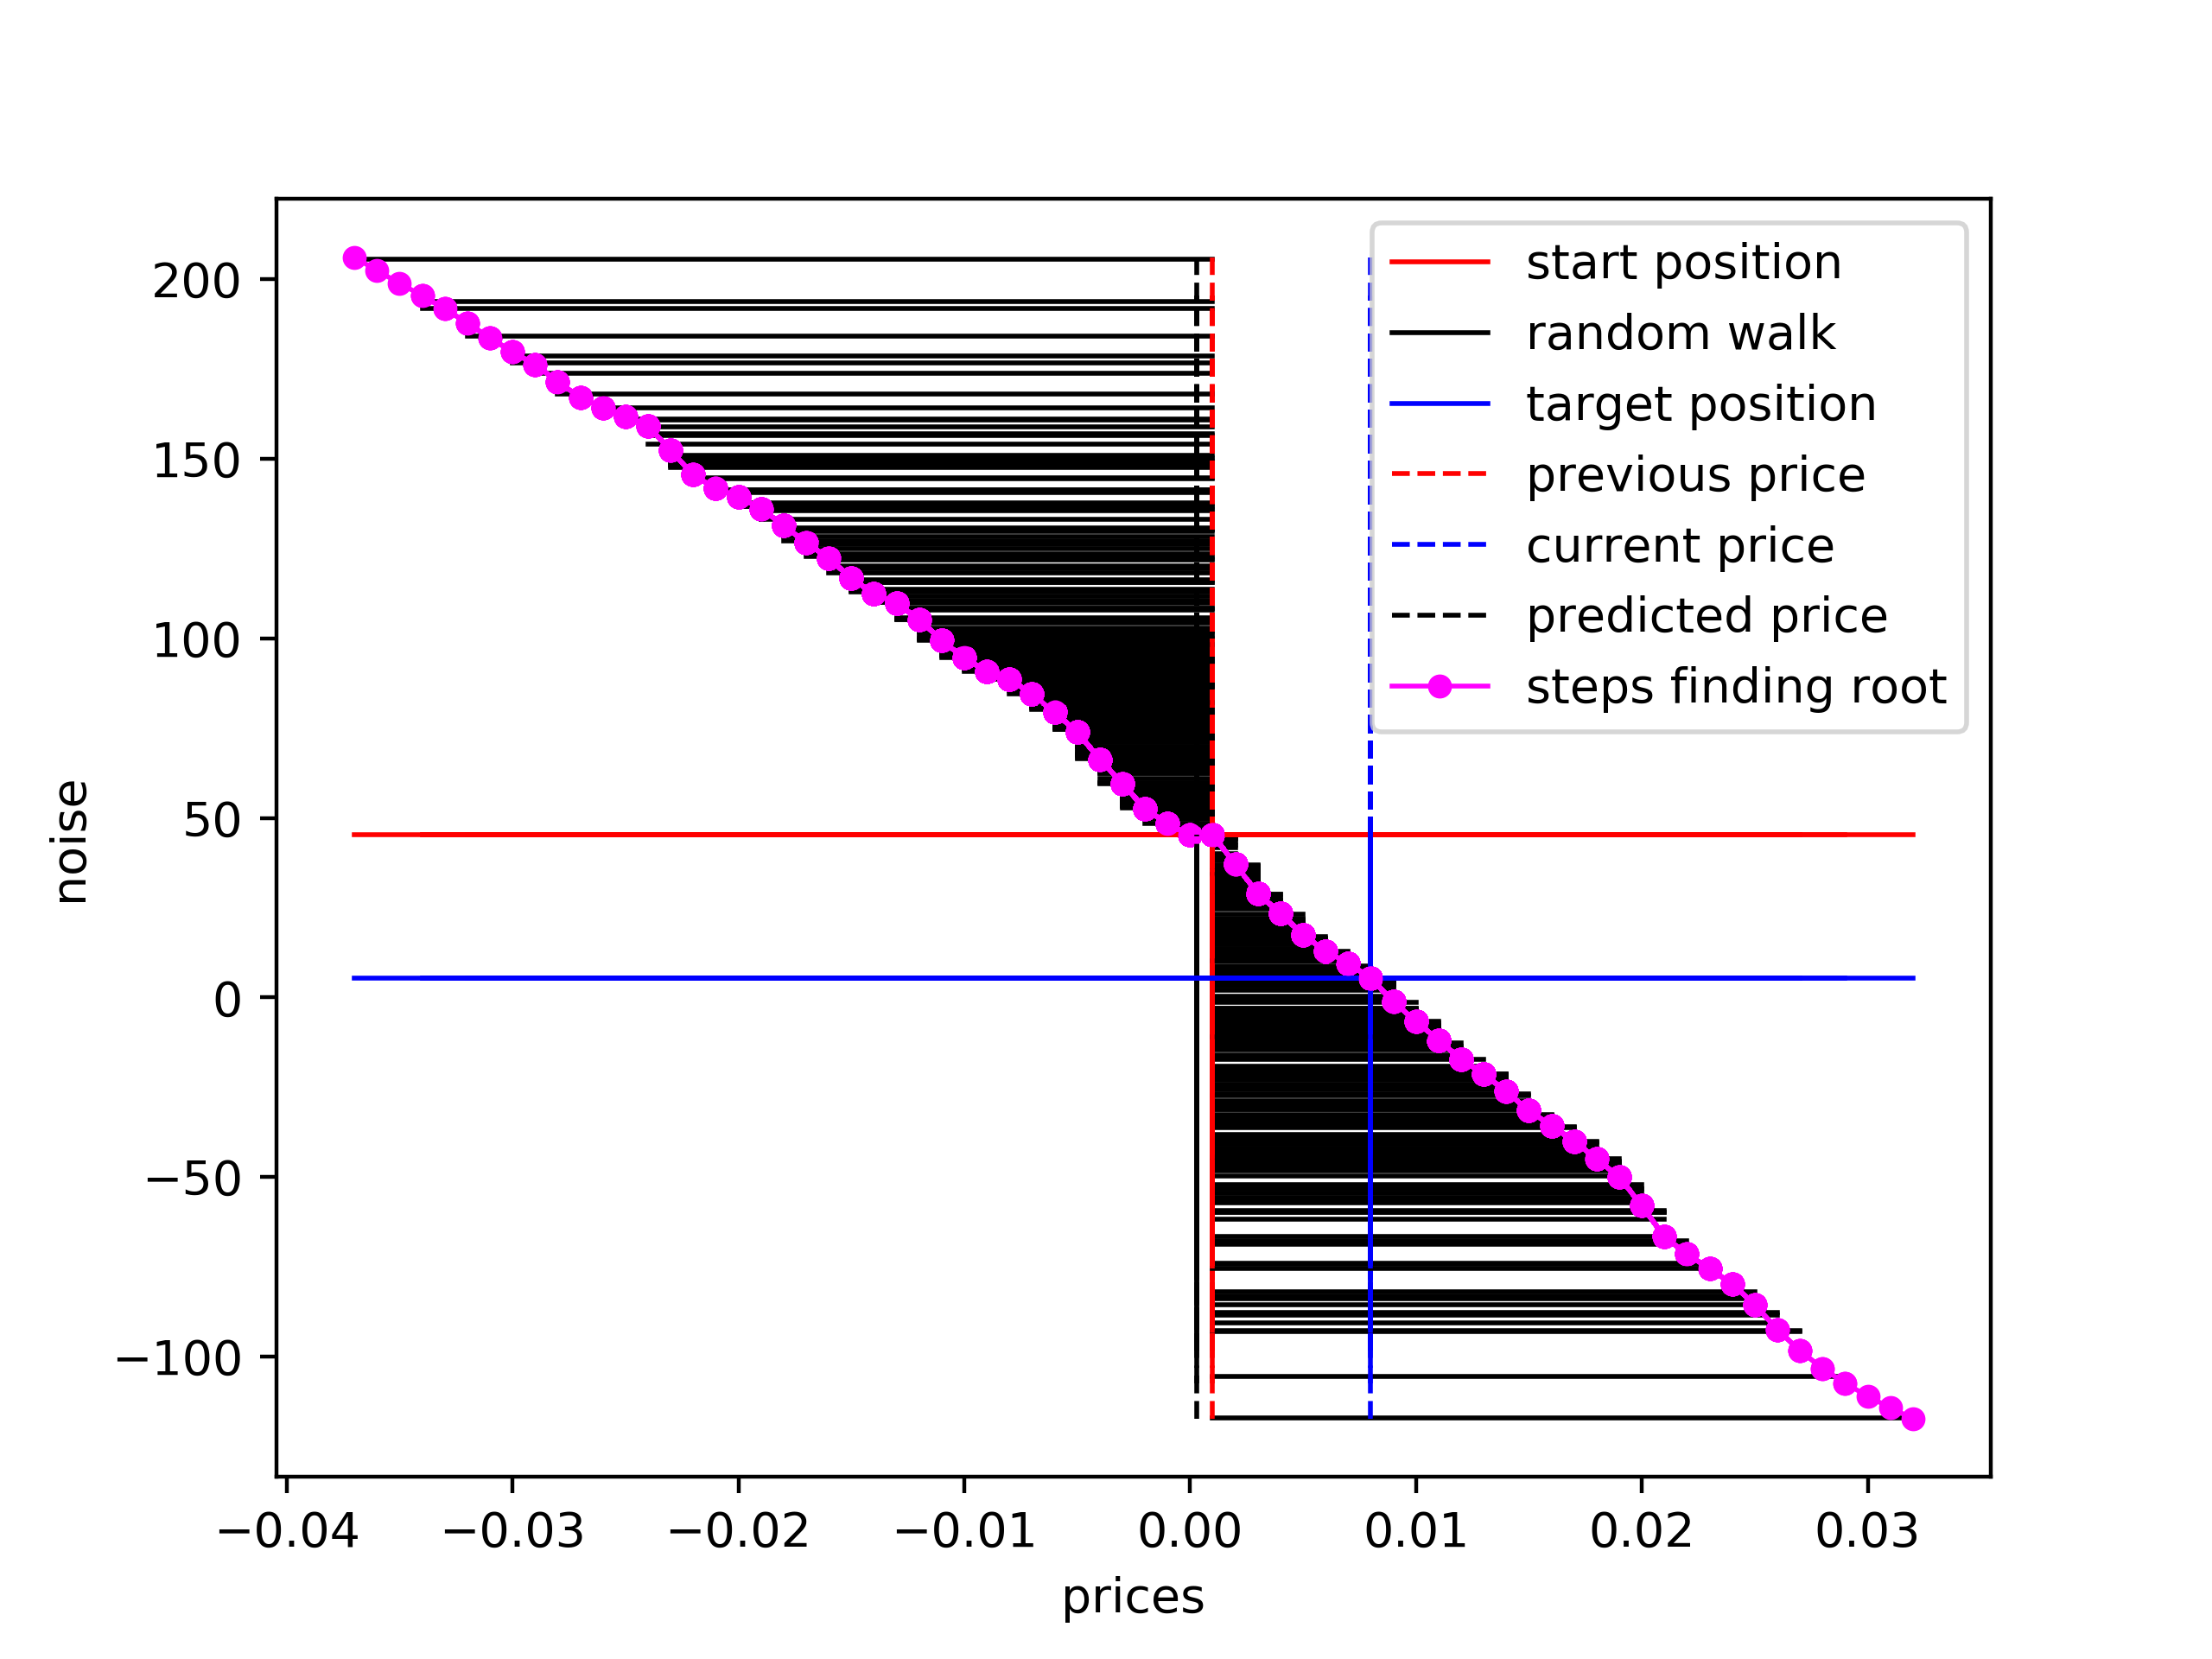 start position
random walk
target position
previous price
current price
predicted price
steps finding root
200
150
100
50
0
−50
−100
noise
−0.04 −0.03 −0.02 −0.01 0.00 0.01 0.02 0.03
prices